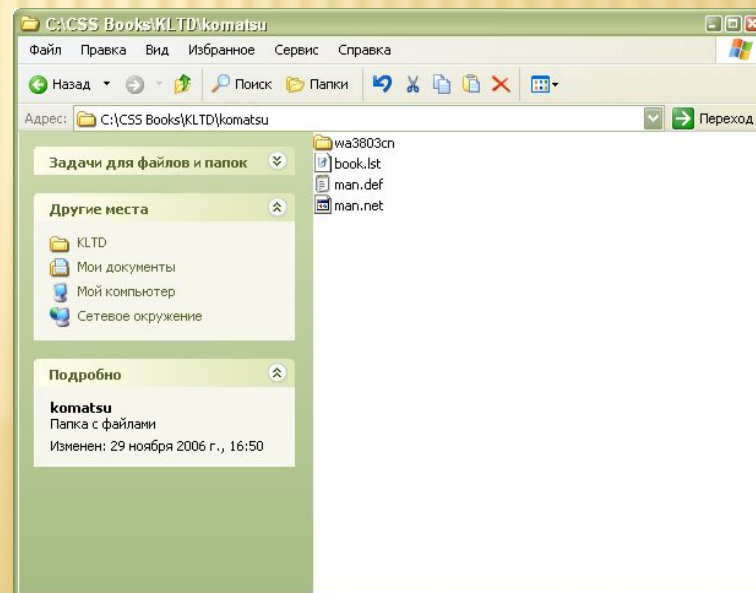 C:\CSS Books\KLTD\komatsu
Файл Правка Вид Избранное Сервис Справка
Назад Поиск Папки
Адрес: C:\CSS Books\KLTD\komatsu Переход
Задачи для файлов и папок
Другие места
KLTD
Мои документы
Мой компьютер
Сетевое окружение
Подробно
komatsu
Папка с файлами
Изменен: 29 ноября 2006 г., 16:50
wa3803cn
book.lst
man.def
man.net